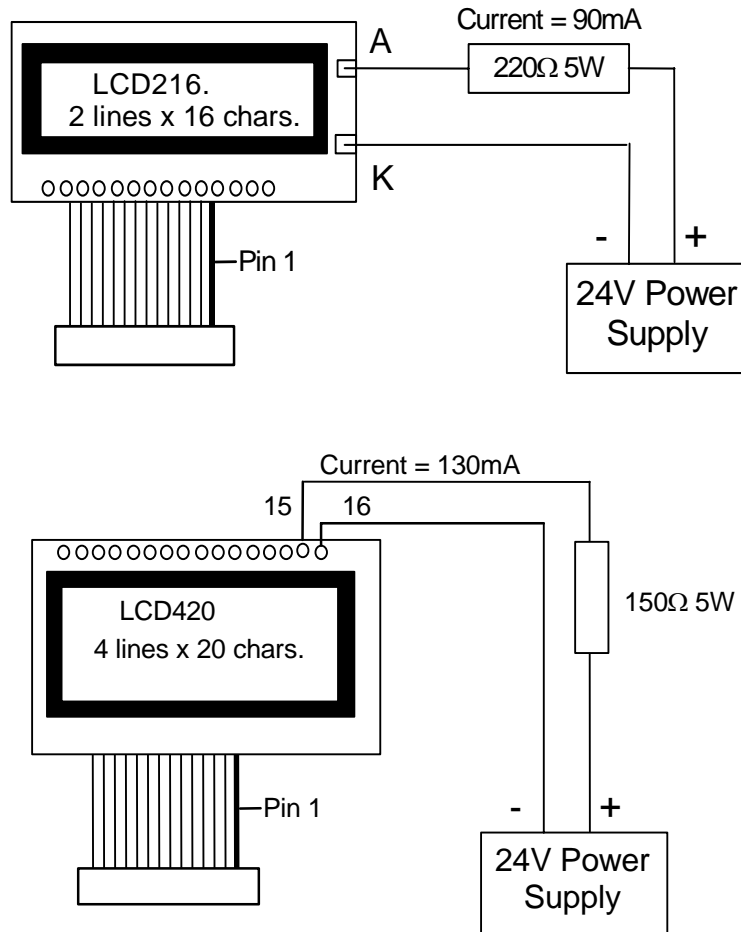 Current = 90mA
A
220Ω 5W
LCD216.
2 lines x 16 chars.
K
Pin 1
- +
24V Power
Supply
Current = 130mA
15 16
LCD420
4 lines x 20 chars.
150Ω 5W
Pin 1
- +
24V Power
Supply